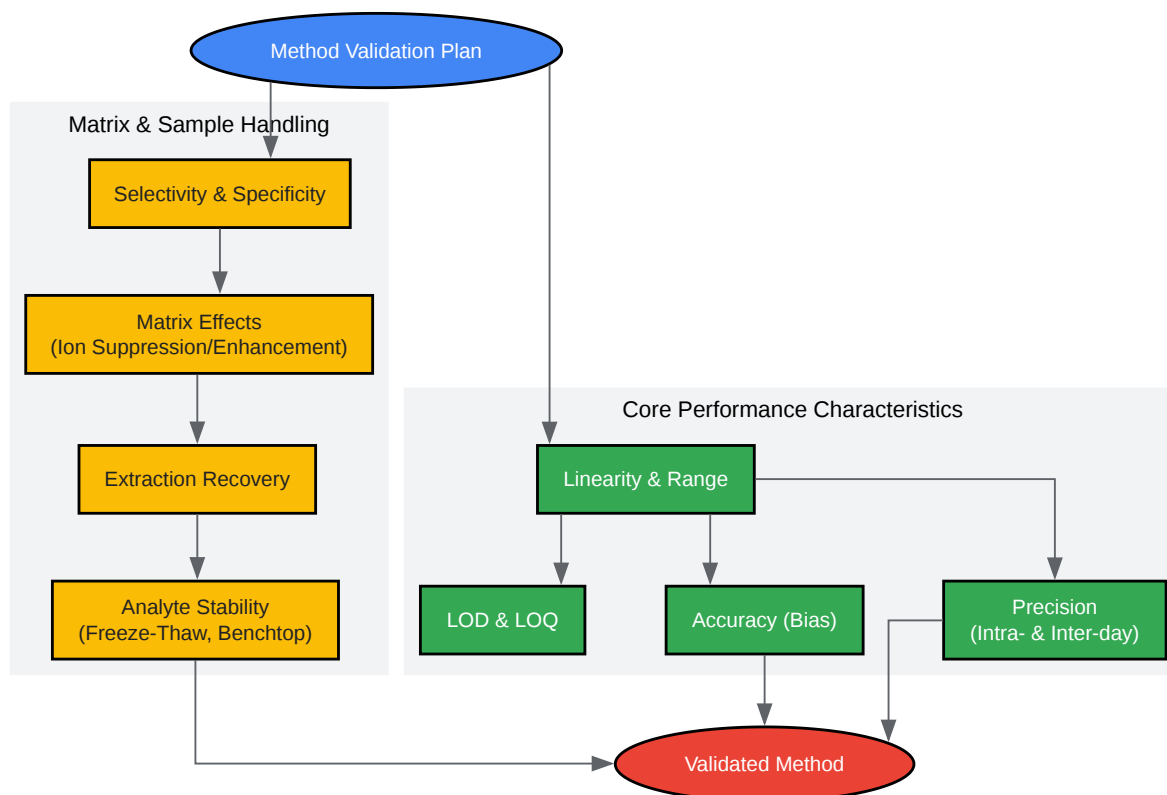 Method Validation Plan
Matrix & Sample Handling
Selectivity & Specificity
Matrix Effects
(Ion Suppression/Enhancement)
Extraction Recovery
Analyte Stability
(Freeze-Thaw, Benchtop)
Core Performance Characteristics
Linearity & Range
LOD & LOQ
Accuracy (Bias)
Precision
(Intra- & Inter-day)
Validated Method